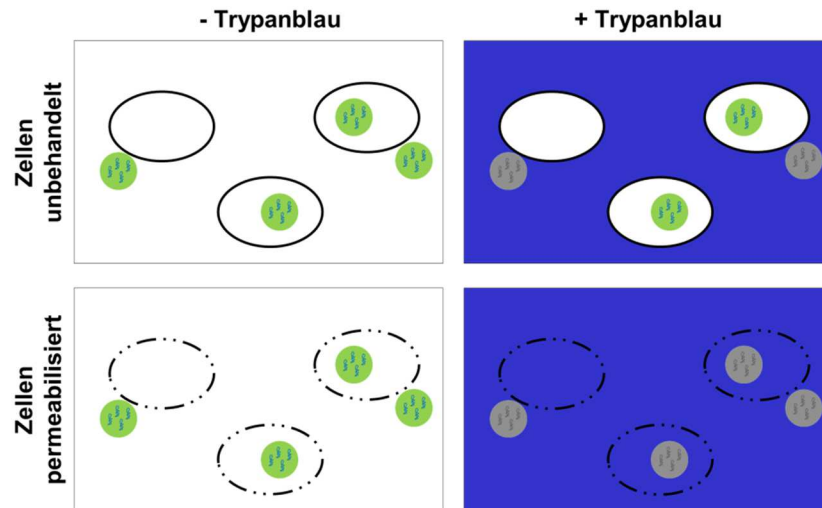 - Trypanblau
+ Trypanblau
Zellen
unbehandelt
Zellen
permeabilisiert